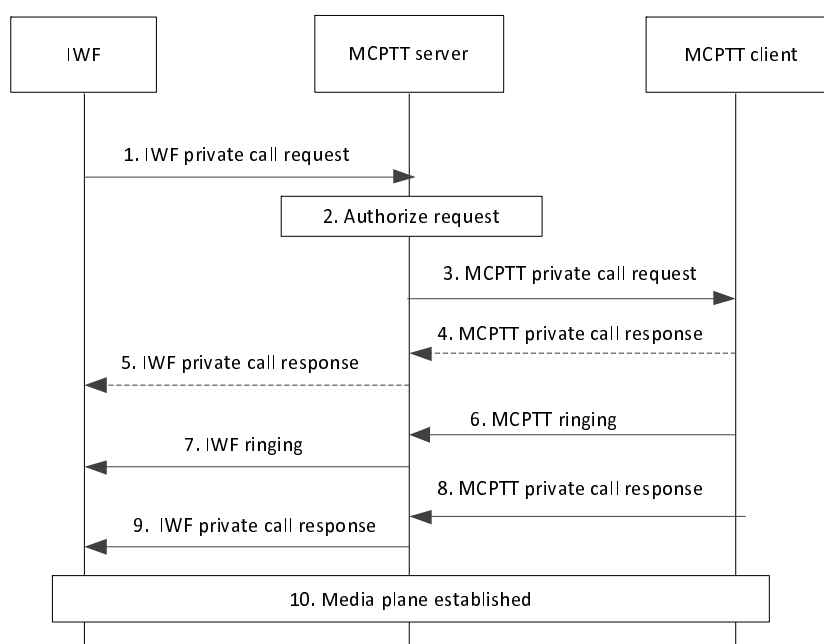 IWF
MCPTT server
MCPTT client
1. IWF private call request
2. Authorize request
3. MCPTT private call request
4. MCPTT private call response
5. IWF private call response
6. MCPTT ringing
7. IWF ringing
8. MCPTT private call response
9. IWF private call response
10. Media plane established